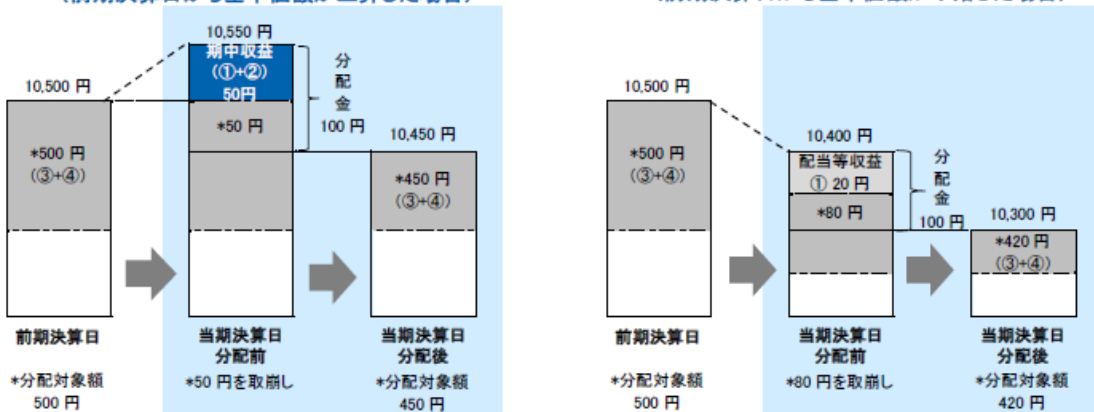 10,550 円
期中収益
(①+②)
50円
分
配
金
100 円
10,500 円
*500 円
(③+④)
*50 円
10,450 円
*450 円
(③+④)
前期決算日
当期決算日
分配前
当期決算日
分配後
*分配対象額
500 円
*50 円を取崩し
*分配対象額
450 円
10,500 円
*500 円
(③+④)
10,400 円
配当等収益
① 20 円
*80 円
分
配
金
100 円
10,300 円
*420 円
(③+④)
前期決算日
当期決算日
分配前
当期決算日
分配後
*分配対象額
500 円
*80 円を取崩し
*分配対象額
420 円